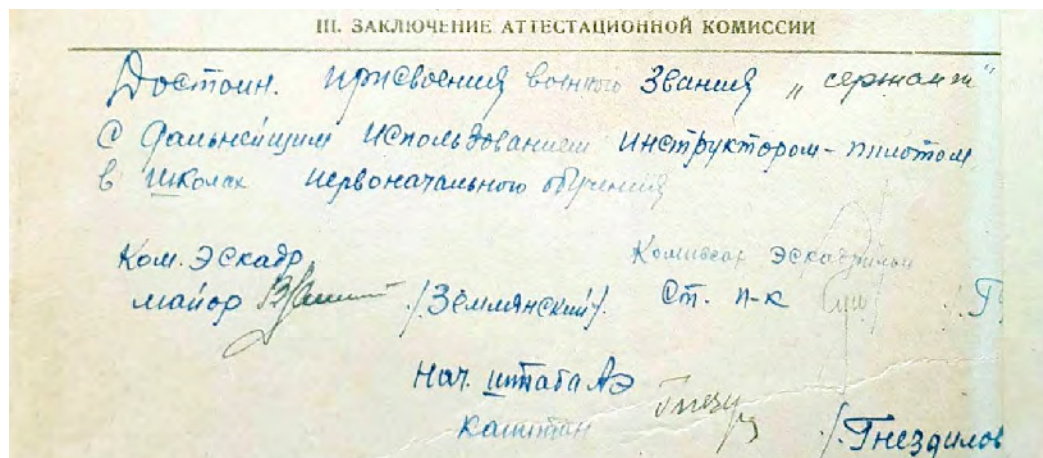 III. ЗАКЛЮЧЕНИЕ АТТЕСТАЦИОННОЙ КОМИССИИ
Достоин. присвоения военного звания „ сержант "
с дальнейшим использованием инструктором - пилотом
в школах первоначального обучения
Ком. Эскадр Комиссар эскадрильи
майор /Землянский/. Ст. п-к /. Г
Нач. штаба АЭ
капитан /. Гнездилов